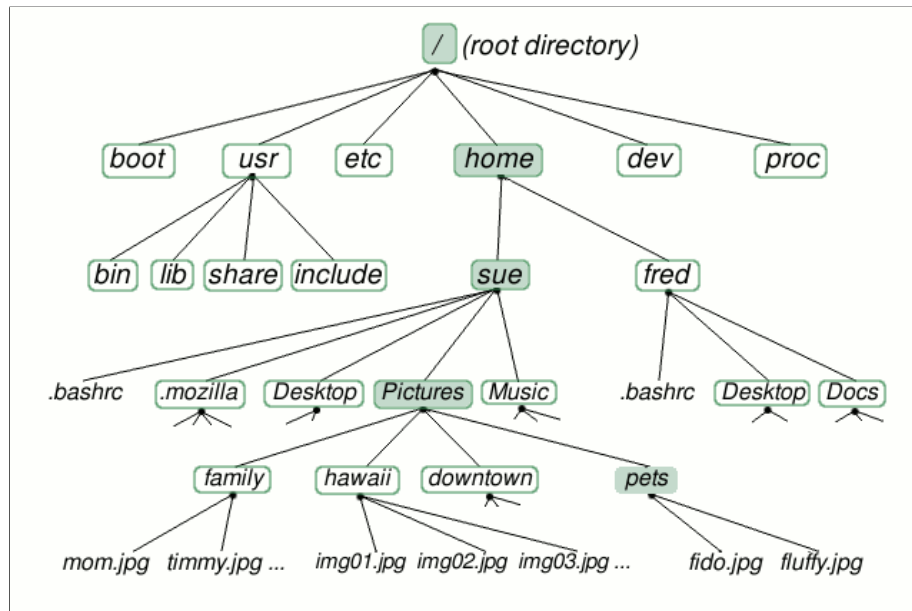 / (root directory)
boot usr etc home dev proc
bin lib share include sue fred
.bashrc .mozilla Desktop Pictures Music .bashrc Desktop Docs
family hawaii downtown pets
mom.jpg timmy.jpg ... img01.jpg img02.jpg img03.jpg ... fido.jpg fluffy.jpg